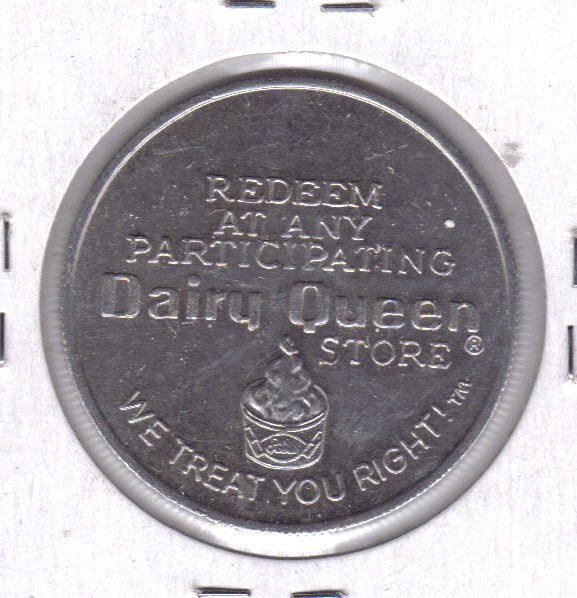 REDEEM
AT ANY
PARTICIPATING
Dairy Queen
STORE ®
WE TREAT YOU RIGHT!™